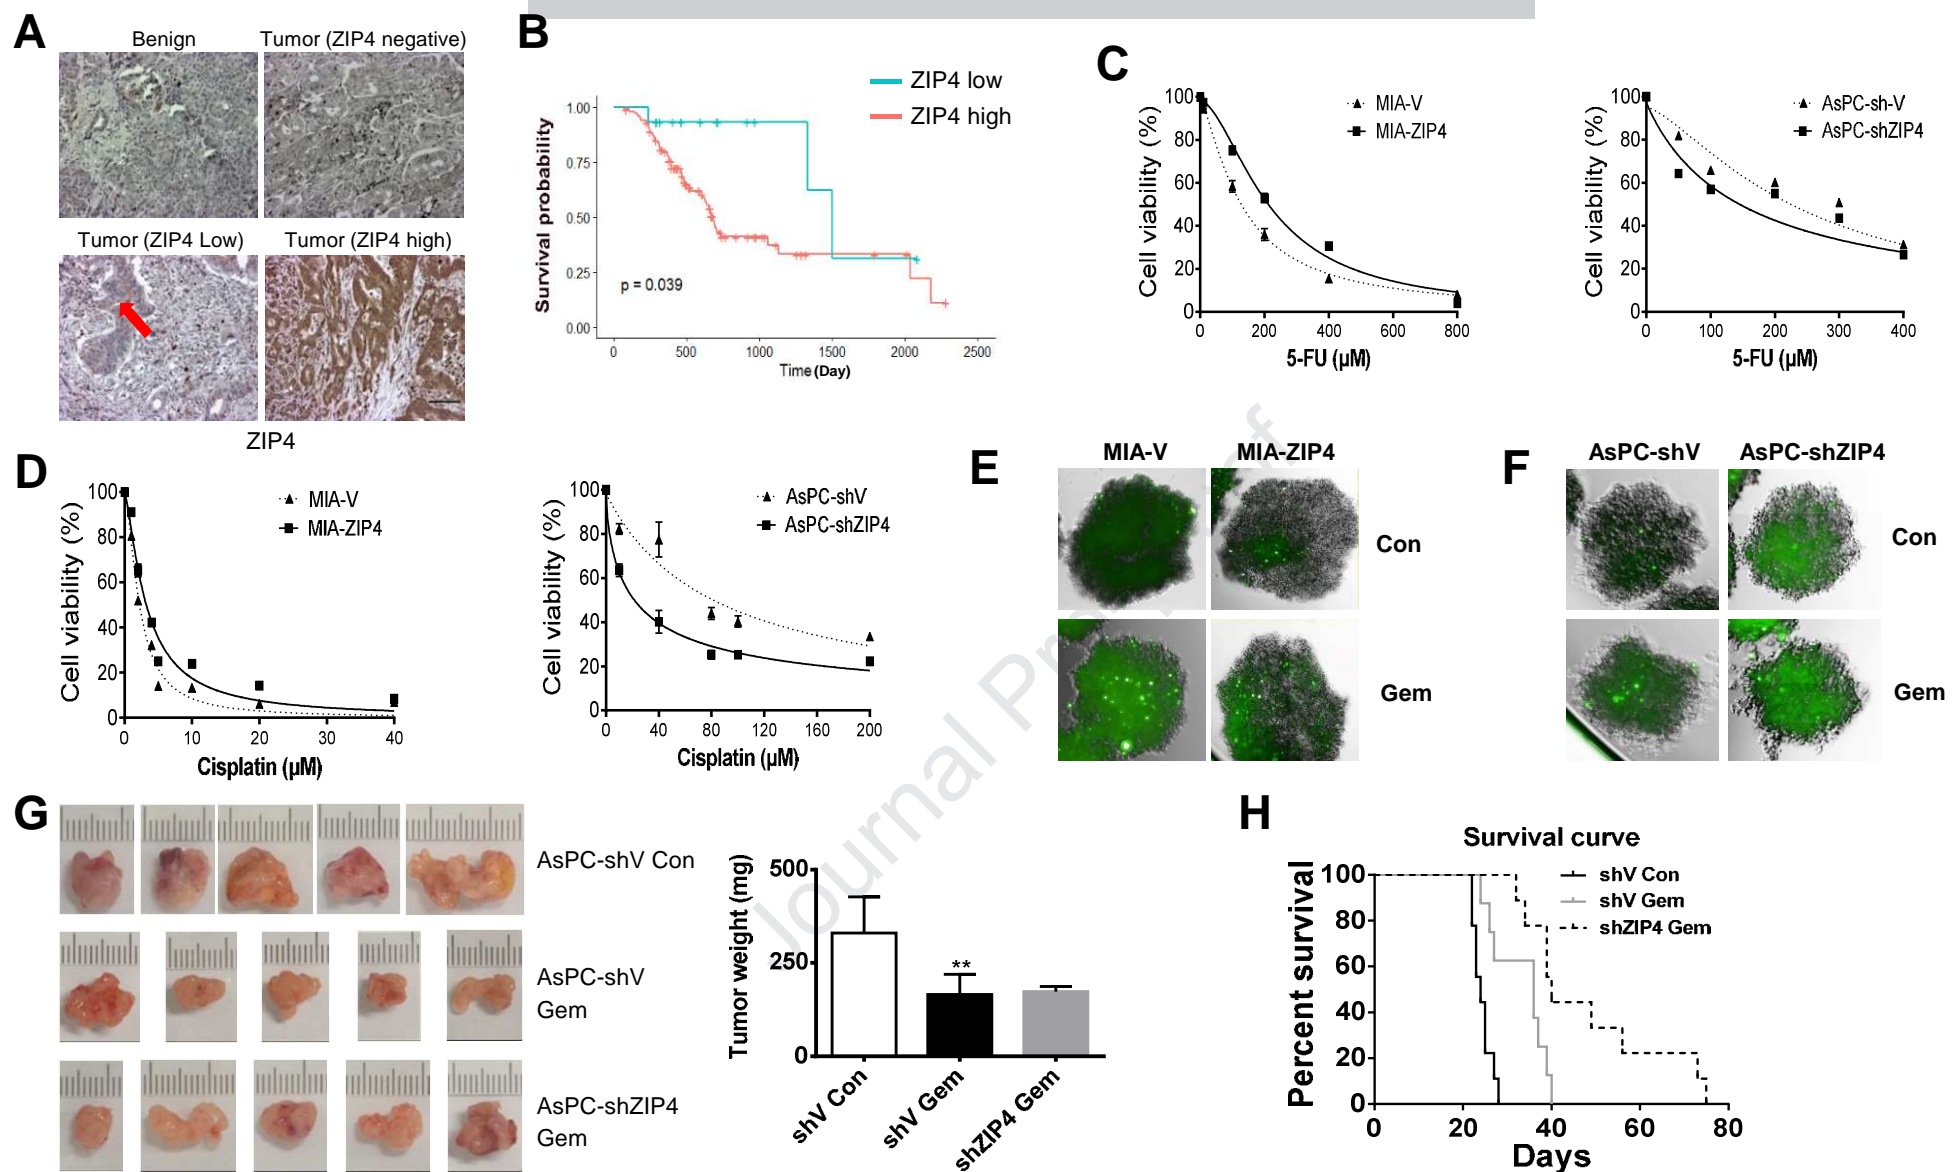 A
Benign
Tumor (ZIP4 negative)
Tumor (ZIP4 Low)
Tumor (ZIP4 high)
ZIP4
B
ZIP4 low
ZIP4 high
Survival probability
1.00
0.75
0.50
0.25
0.00
p = 0.039
0 500 1000 1500 2000 2500
Time (Day)
C
Cell viability (%)
100
80
60
40
20
0
MIA-V
MIA-ZIP4
0 200 400 600 800
5-FU (µM)
Cell viability (%)
100
80
60
40
20
0
AsPC-sh-V
AsPC-shZIP4
0 100 200 300 400
5-FU (µM)
D
Cell viability (%)
100
80
60
40
20
0
MIA-V
MIA-ZIP4
0 10 20 30 40
Cisplatin (µM)
Cell viability (%)
100
80
60
40
20
0
AsPC-shV
AsPC-shZIP4
0 40 80 120 160 200
Cisplatin (µM)
E
MIA-V MIA-ZIP4
Con
Gem
F
AsPC-shV AsPC-shZIP4
Con
Gem
G
AsPC-shV Con
AsPC-shV
Gem
AsPC-shZIP4
Gem
Tumor weight (mg)
500
250
0
**
shV Con
shV Gem
shZIP4 Gem
H
Survival curve
Percent survival
100
80
60
40
20
0
shV Con
shV Gem
shZIP4 Gem
0 20 40 60 80
Days
Journal